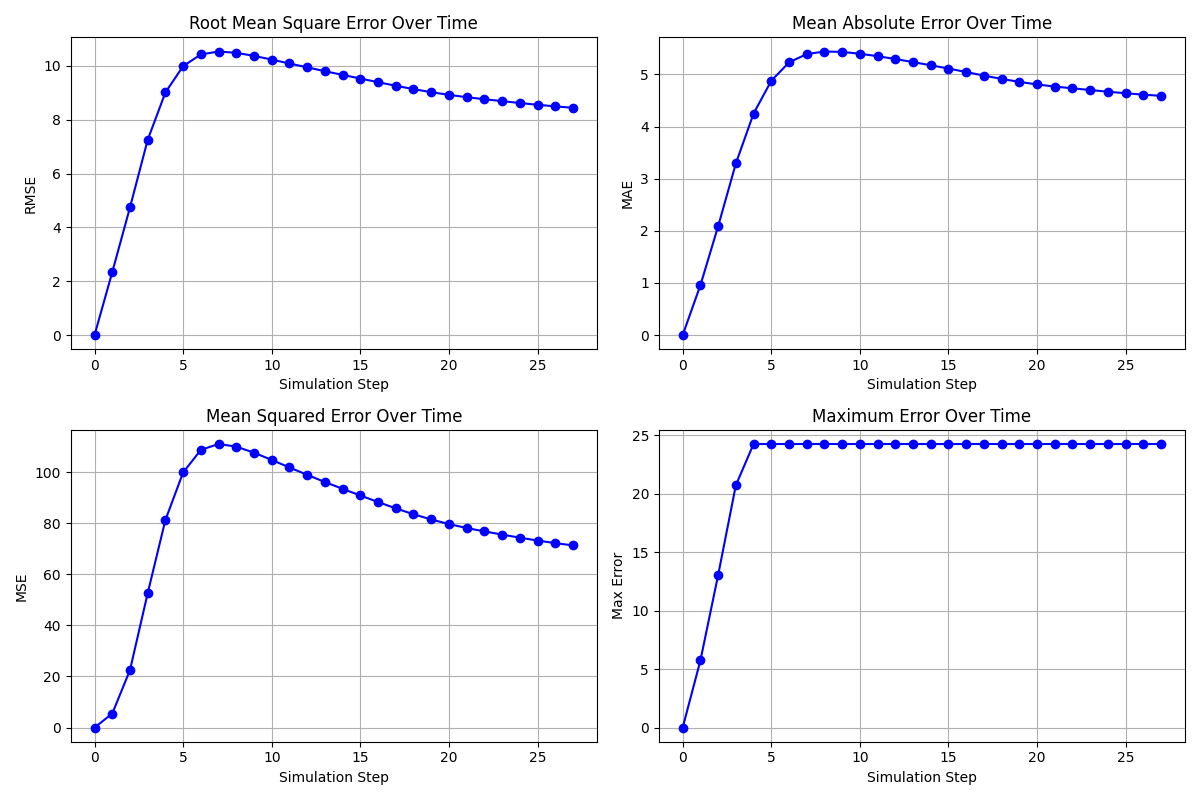 Root Mean Square Error Over Time
10
8
6
4
2
0
RMSE
0 5 10 15 20 25
Simulation Step
Mean Absolute Error Over Time
5
4
3
2
1
0
MAE
0 5 10 15 20 25
Simulation Step
Mean Squared Error Over Time
100
80
60
40
20
0
MSE
0 5 10 15 20 25
Simulation Step
Maximum Error Over Time
25
20
15
10
5
0
Max Error
0 5 10 15 20 25
Simulation Step